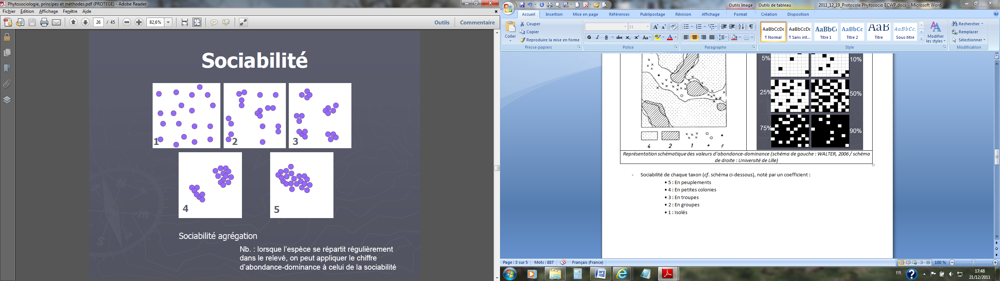 Phytosociologie, principes et méthodes.pdf (PROTEGE) - Adobe Reader
Fichier Edition Affichage Fenêtre Aide
26 / 45 82,6% Outils Commentaire
Sociabilité
1 2 3
4 5
Sociabilité agrégation
Nb. : lorsque l'espèce se répartit régulièrement
dans le relevé, on peut appliquer le chiffre
d'abondance-dominance à celui de la sociabilité
Outils Image Outils de tableau 2011_12_19_Protocole Phytosocio ECWP.docx - Microsoft Word
Accueil Insertion Mise en page Références Publipostage Révision Affichage Format Création Disposition
Coller
Couper
Copier
Reproduire la mise en forme
Presse-papiers
11
G I S abc x₂ x² Aa
Police
Paragraphe
AaBbCcDc AaBbCcDc AaBbC AaBbCc AaB AaBbCc.
¶ Normal ¶ Sans int... Titre 1 Titre 2 Titre Sous-titre
Modifier
les styles
Style
Rechercher
Remplacer
Sélectionner
Modification
4 2 1 + r
5% 10%
25% 50%
75% 90%
Représentation schématique des valeurs d'abondance-dominance (schéma de gauche : WALTER, 2006 / schéma
de droite : Université de Lille)
- Sociabilité de chaque taxon (cf. schéma ci-dessous), noté par un coefficient :
• 5 : En peuplements
• 4 : En petites colonies
• 3 : En troupes
• 2 : En groupes
• 1 : Isolés
Page : 3 sur 5 Mots : 887 Français (France) 100 %
FR 17:48
21/12/2011